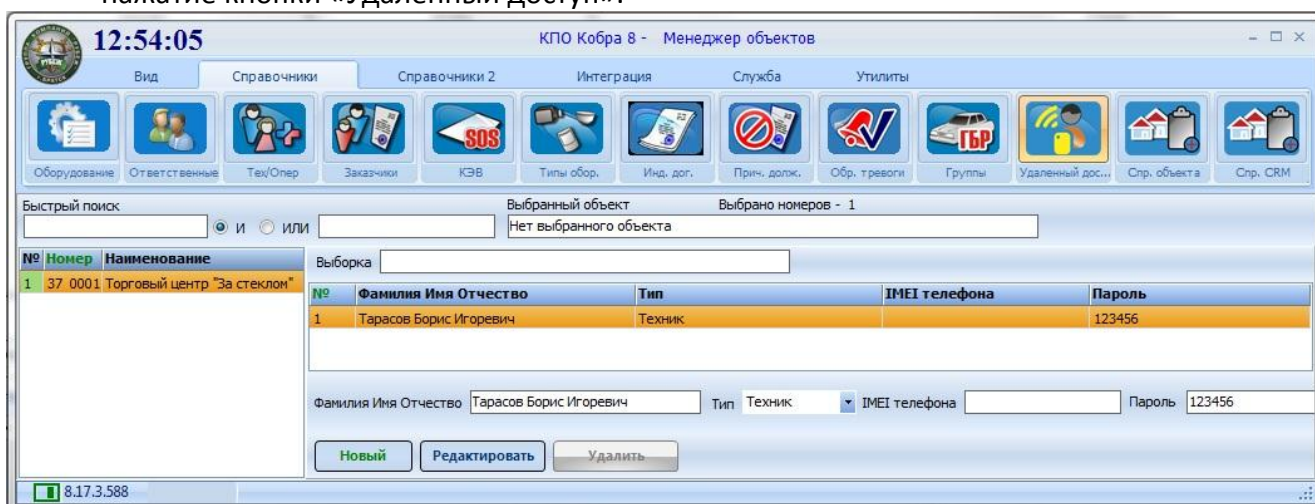 нажатие кнопки «Удаленный доступ».
12:54:05 КПО Кобра 8 - Менеджер объектов
Вид Справочники Справочники 2 Интеграция Служба Утилиты
SOS ГБР
Оборудование Ответственные Тех/Опер Заказчики КЭВ Типы обор. Инд. дог. Прич. долж. Обр. тревоги Группы Удаленный дос... Спр. объекта Спр. CRM
Быстрый поиск Выбранный объект Выбрано номеров - 1
и или Нет выбранного объекта
№ Номер Наименование Выборка
1 37 0001 Торговый центр "За стеклом"
№ Фамилия Имя Отчество Тип IMEI телефона Пароль
1 Тарасов Борис Игоревич Техник 123456
Фамилия Имя Отчество Тарасов Борис Игоревич Тип Техник IMEI телефона Пароль 123456
Новый Редактировать Удалить
8.17.3.588